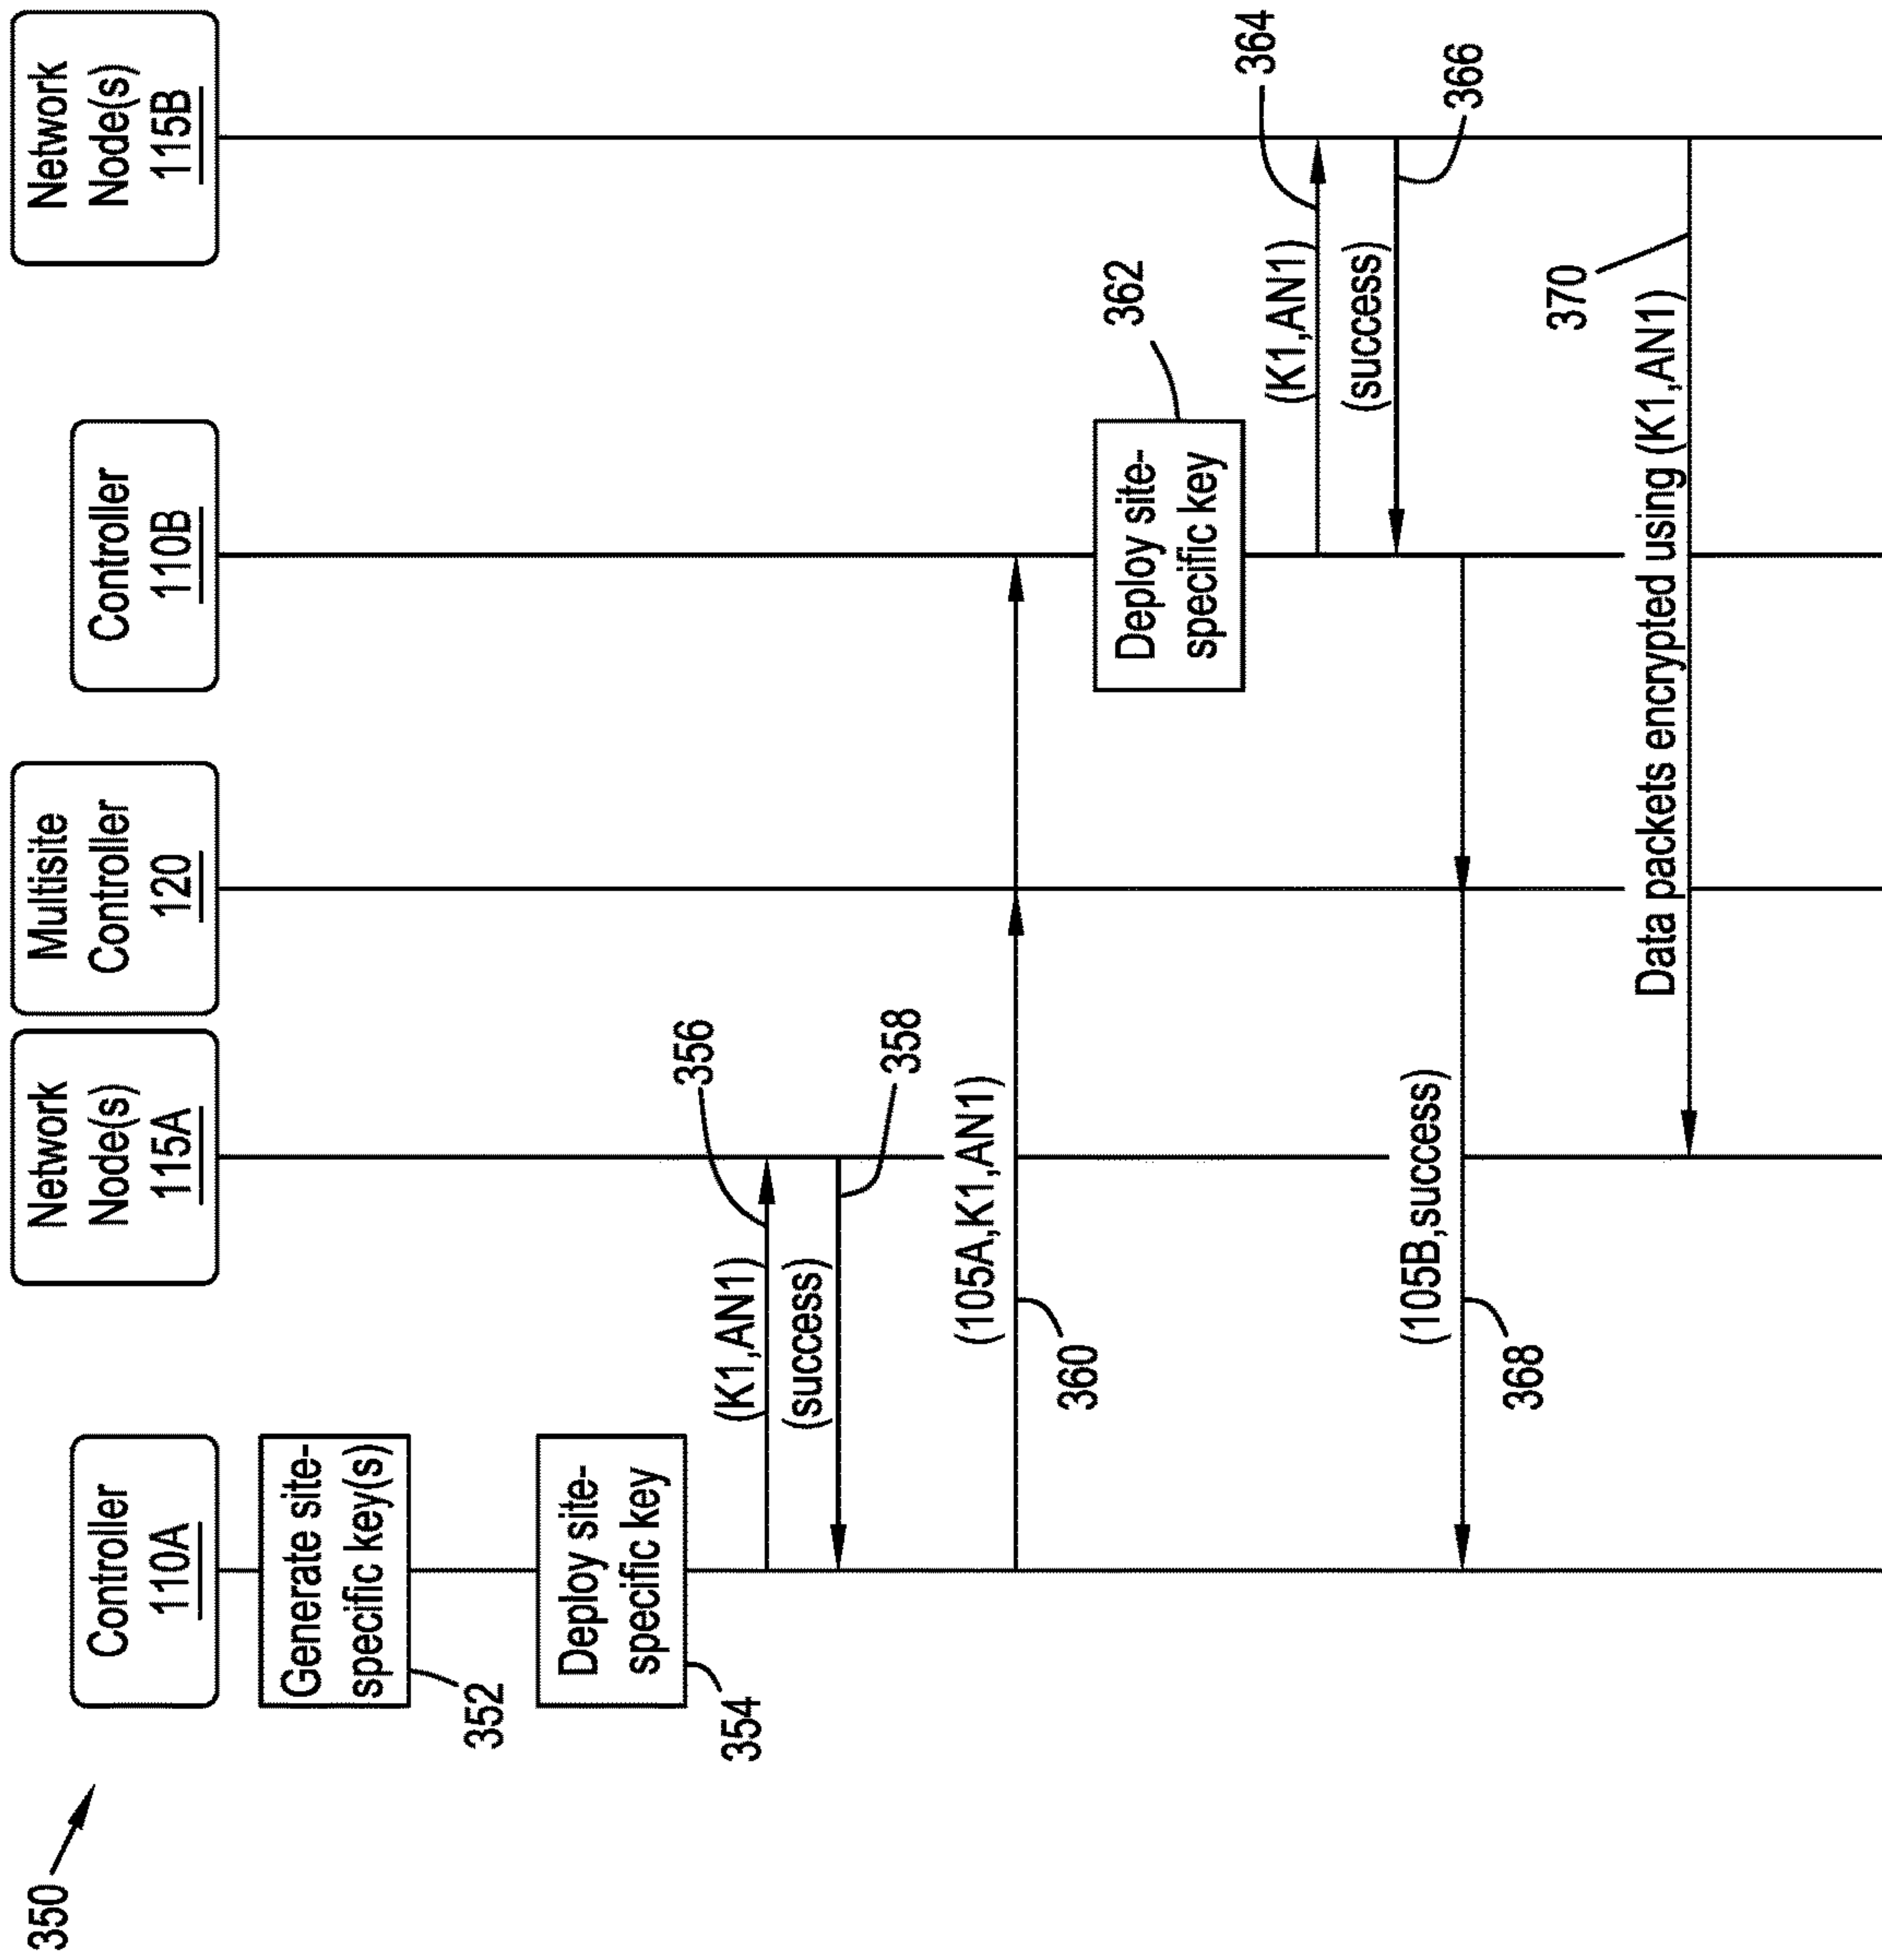 350
Controller
110A
Network
Node(s)
115A
Multisite
Controller
120
Controller
110B
Network
Node(s)
115B
Generate site-
specific key(s)
352
Deploy site-
specific key
354
(K1,AN1)
356
(success)
358
(105A,K1,AN1)
360
Deploy site-
specific key
362
(K1,AN1)
364
(success)
366
(105B,success)
368
370
Data packets encrypted using (K1,AN1)